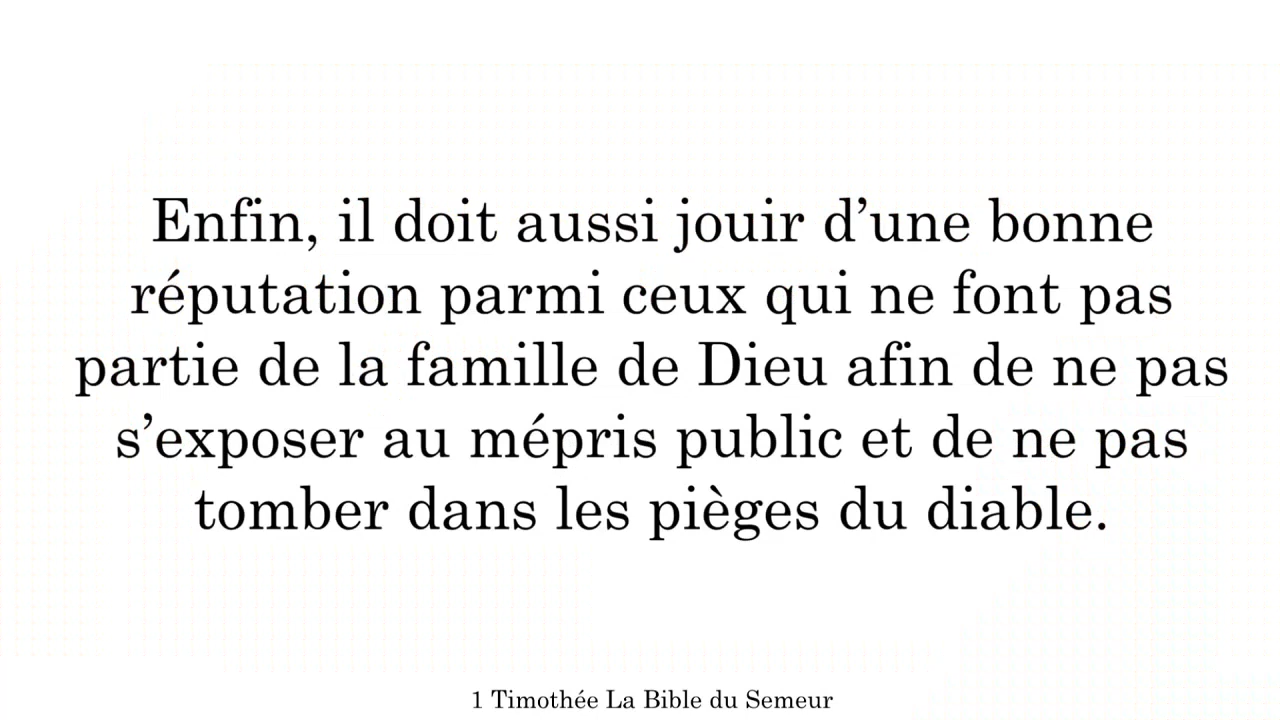 Enfin, il doit aussi jouir d’une bonne
réputation parmi ceux qui ne font pas
partie de la famille de Dieu afin de ne pas
s’exposer au mépris public et de ne pas
tomber dans les pièges du diable.
1 Timothée La Bible du Semeur